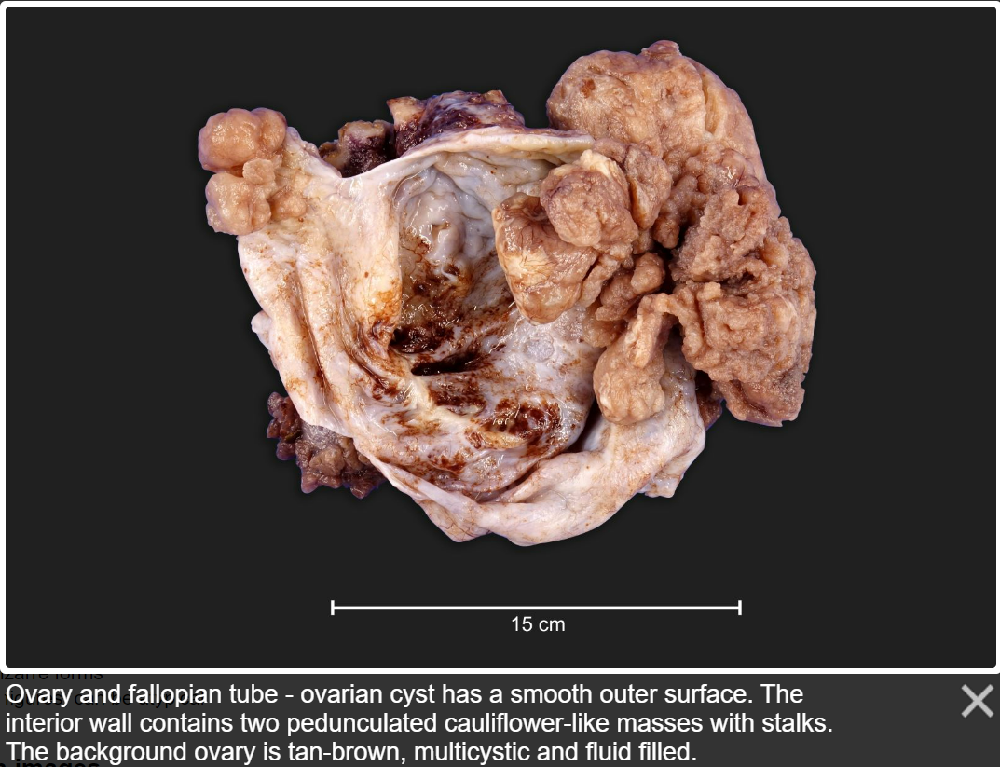 15 cm
Ovary and fallopian tube - ovarian cyst has a smooth outer surface. The
interior wall contains two pedunculated cauliflower-like masses with stalks.
The background ovary is tan-brown, multicystic and fluid filled.